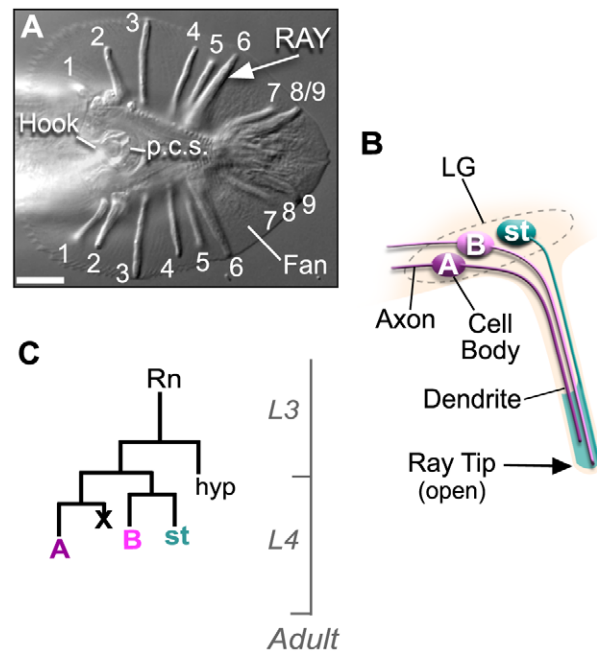 A
1
2
3
4
5
6
RAY
7
8/9
Hook
p.c.s.
1
2
3
4
5
6
7
8
9
Fan
B
LG
st
B
A
Axon
Cell
Body
Dendrite
Ray Tip
(open)
C
Rn
L3
hyp
X
A
B
st
L4
Adult